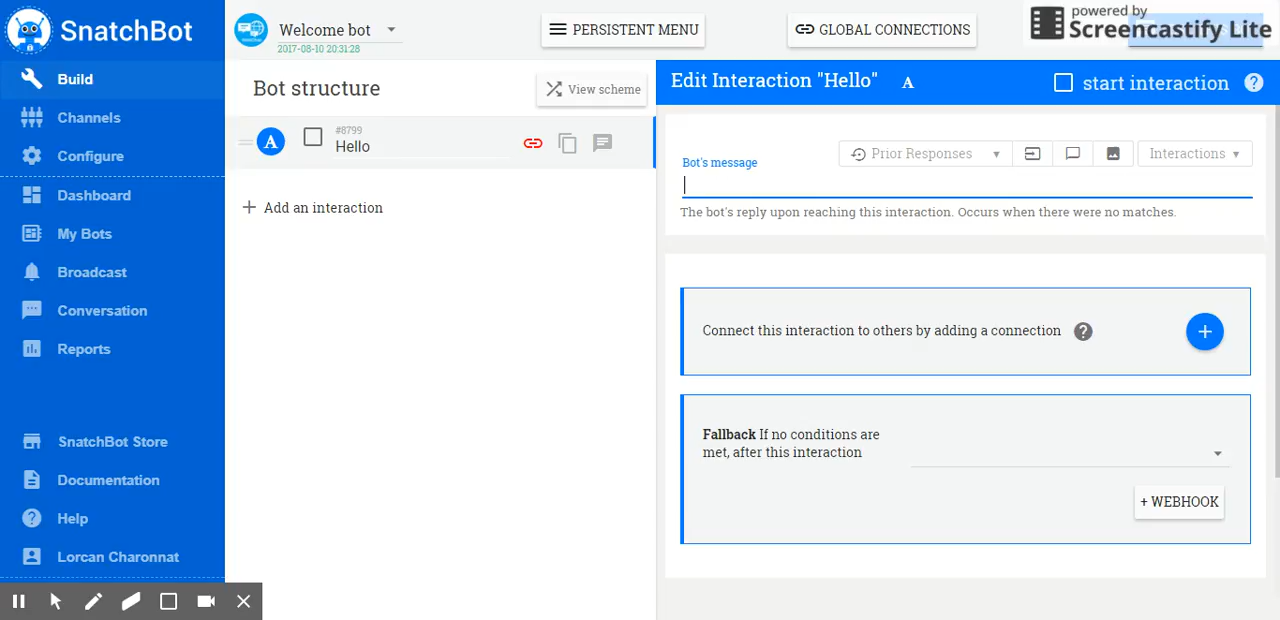 SnatchBot
Build
Channels
Configure
Dashboard
My Bots
Broadcast
Conversation
Reports
SnatchBot Store
Documentation
Help
Lorcan Charonnat
Welcome bot
2017-08-10 20:31:28
PERSISTENT MENU
GLOBAL CONNECTIONS
powered by
Screencastify Lite
Bot structure
View scheme
A
#8799
Hello
+ Add an interaction
Edit Interaction "Hello" A
start interaction
Bot's message
Prior Responses
Interactions
The bot's reply upon reaching this interaction. Occurs when there were no matches.
Connect this interaction to others by adding a connection
Fallback If no conditions are
met, after this interaction
+ WEBHOOK